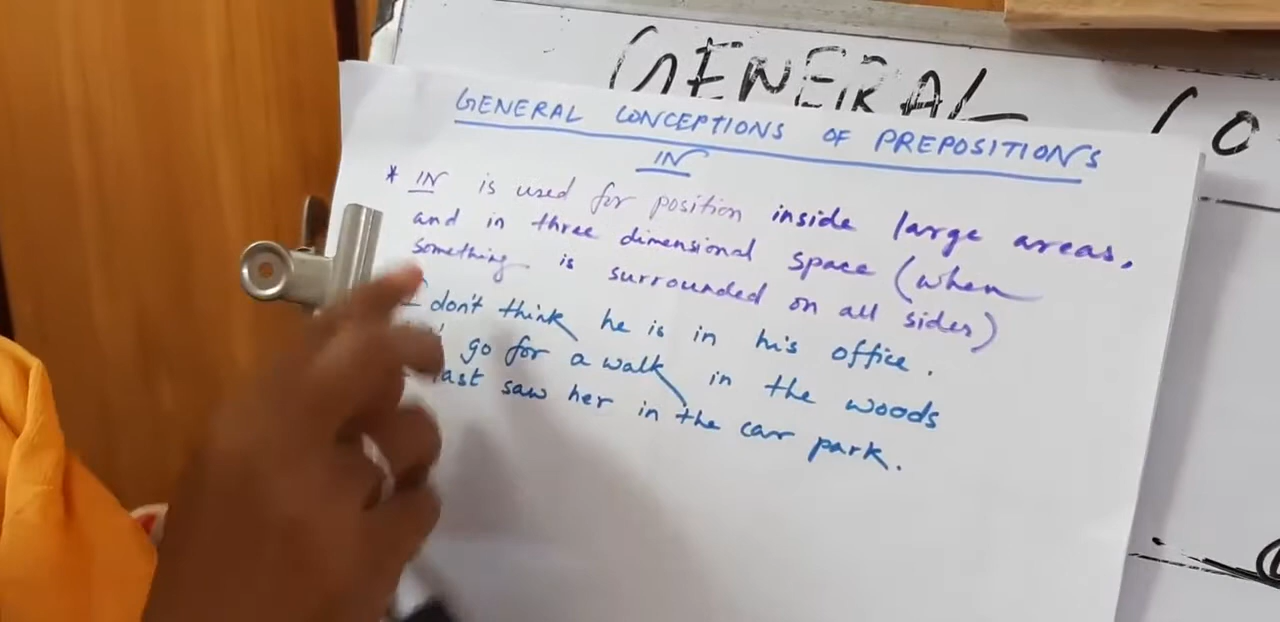 GENERAL CO
GENERAL CONCEPTIONS OF PREPOSITIONS
IN
* IN is used for position inside large areas,
and in three dimensional space (when
something is surrounded on all sides)
I don't think he is in his office.
go for a walk in the woods
last saw her in the car park.